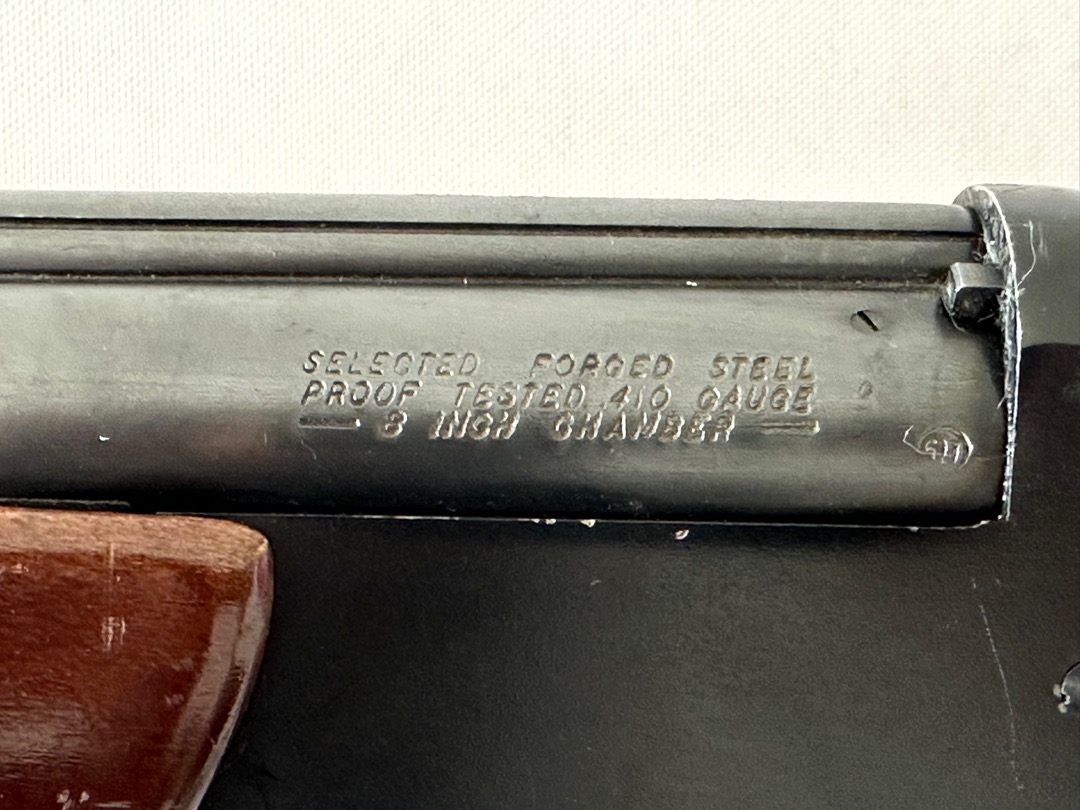 SELECTED FORGED STEEL
PROOF TESTED .410 GAUGE
— 3 INCH CHAMBER —